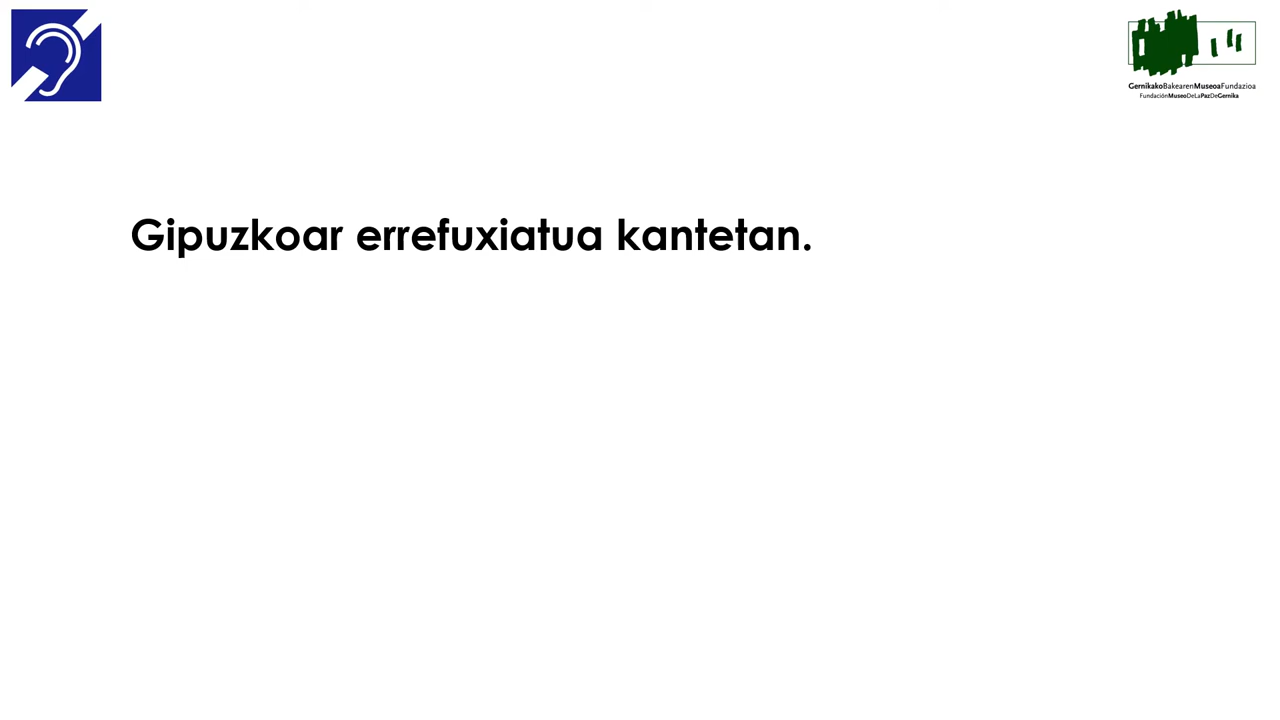 GernikakoBakearenMuseoaFundazioa
FundaciónMuseoDeLaPazDeGernika
Gipuzkoar errefuxiatua kantetan.